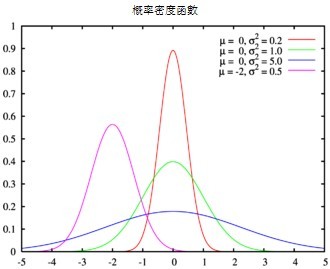 概率密度函數
1
0.9
0.8
0.7
0.6
0.5
0.4
0.3
0.2
0.1
0
-5 -4 -3 -2 -1 0 1 2 3 4 5
μ = 0, σ² = 0.2
μ = 0, σ² = 1.0
μ = 0, σ² = 5.0
μ = -2, σ² = 0.5